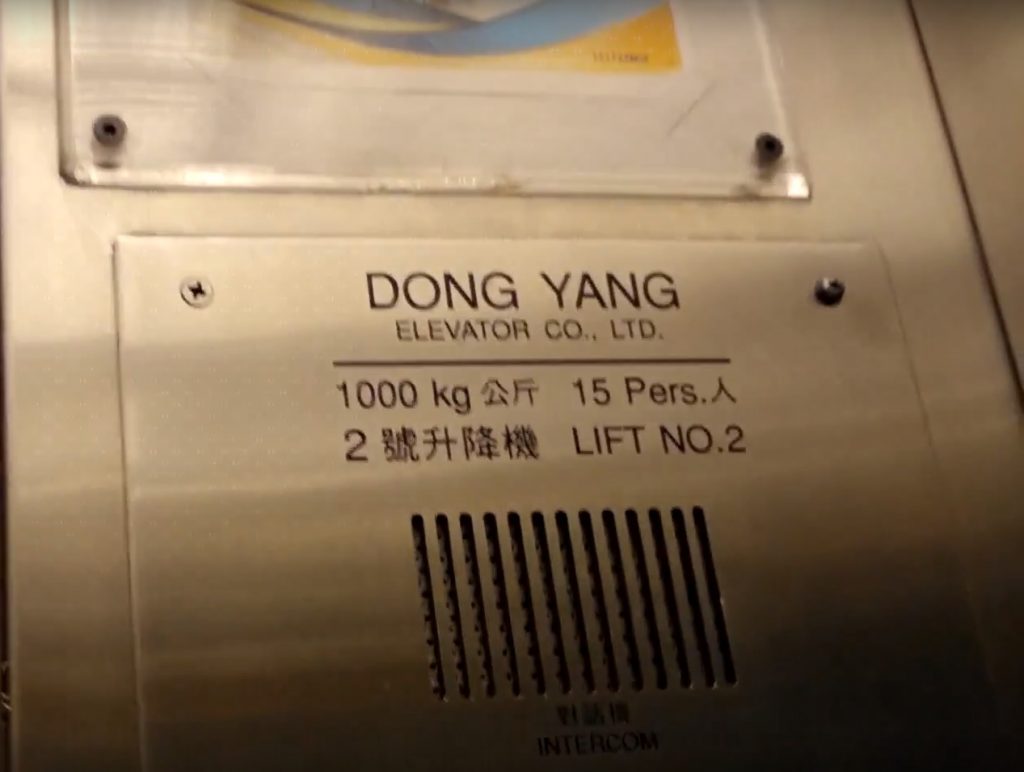 DONG YANG
ELEVATOR CO., LTD.
1000 kg 公斤 15 Pers.人
2 號升降機 LIFT NO.2
對話機
INTERCOM